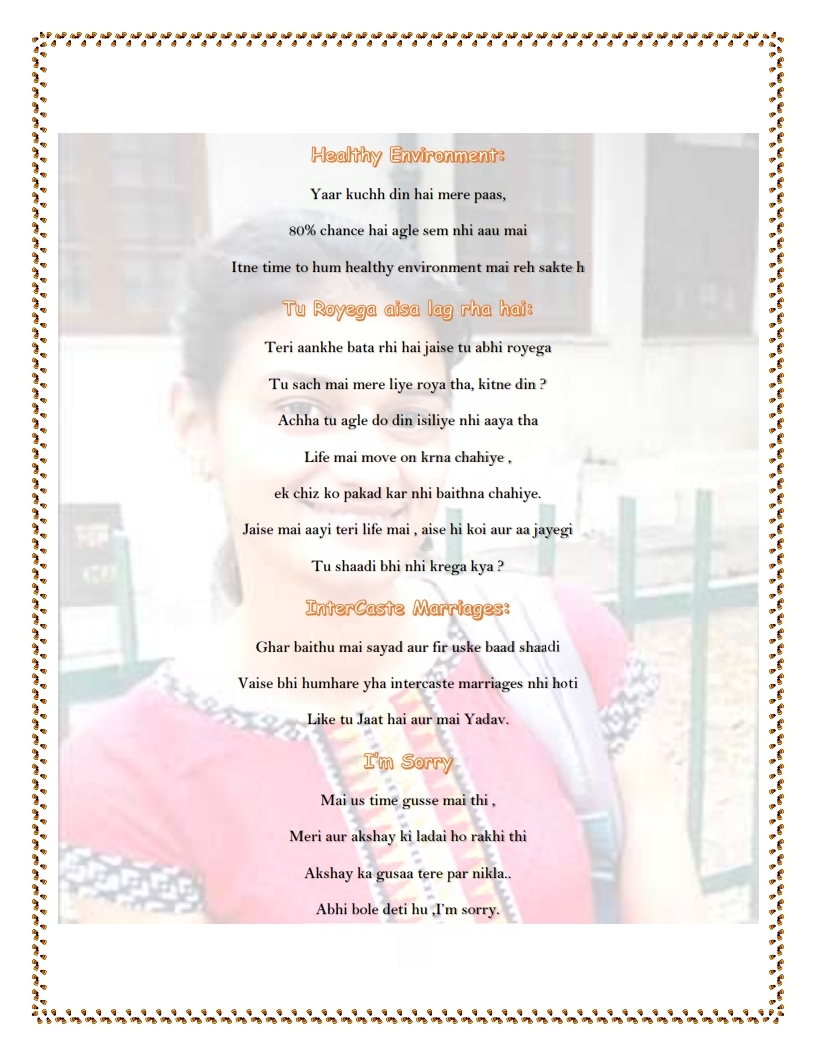 Healthy Environment:
Yaar kuchh din hai mere paas,
80% chance hai agle sem nhi aau mai
Itne time to hum healthy environment mai reh sakte h
Tu Royega aisa lag rha hai:
Teri aankhe bata rhi hai jaise tu abhi royega
Tu sach mai mere liye roya tha, kitne din ?
Achha tu agle do din isiliye nhi aaya tha
Life mai move on krna chahiye ,
ek chiz ko pakad kar nhi baithna chahiye.
Jaise mai aayi teri life mai , aise hi koi aur aa jayegi
Tu shaadi bhi nhi krega kya ?
InterCaste Marriages:
Ghar baithu mai sayad aur fir uske baad shaadi
Vaise bhi humhare yha intercaste marriages nhi hoti
Like tu Jaat hai aur mai Yadav.
I'm Sorry
Mai us time gusse mai thi ,
Meri aur akshay ki ladai ho rakhi thi
Akshay ka gusaa tere par nikla..
Abhi bole deti hu ,I'm sorry.